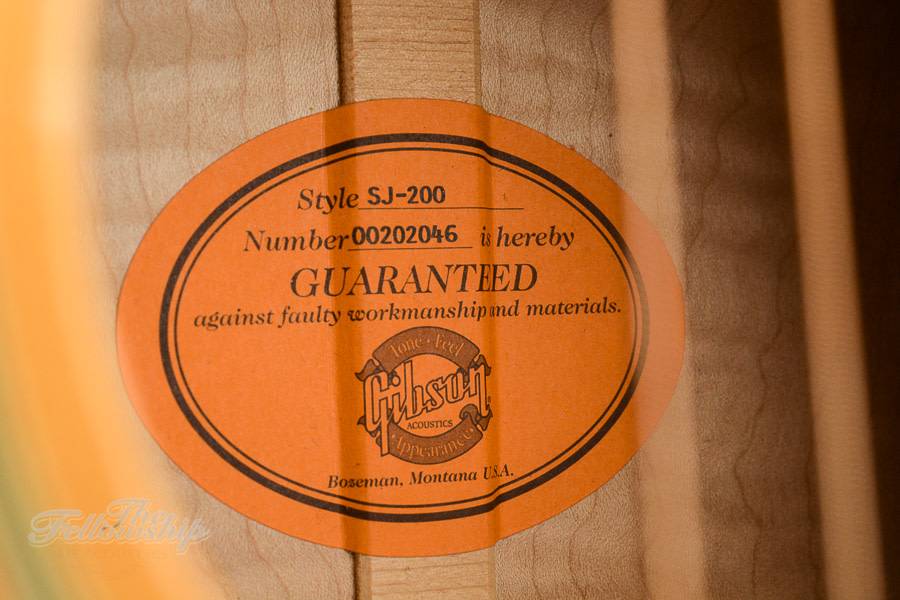 Style SJ-200
Number 00202046 is hereby
GUARANTEED
against faulty workmanship and materials.
Tone · Feel
Gibson
ACOUSTICS
Appearance
Bozeman, Montana U.S.A.
The
Fellowship